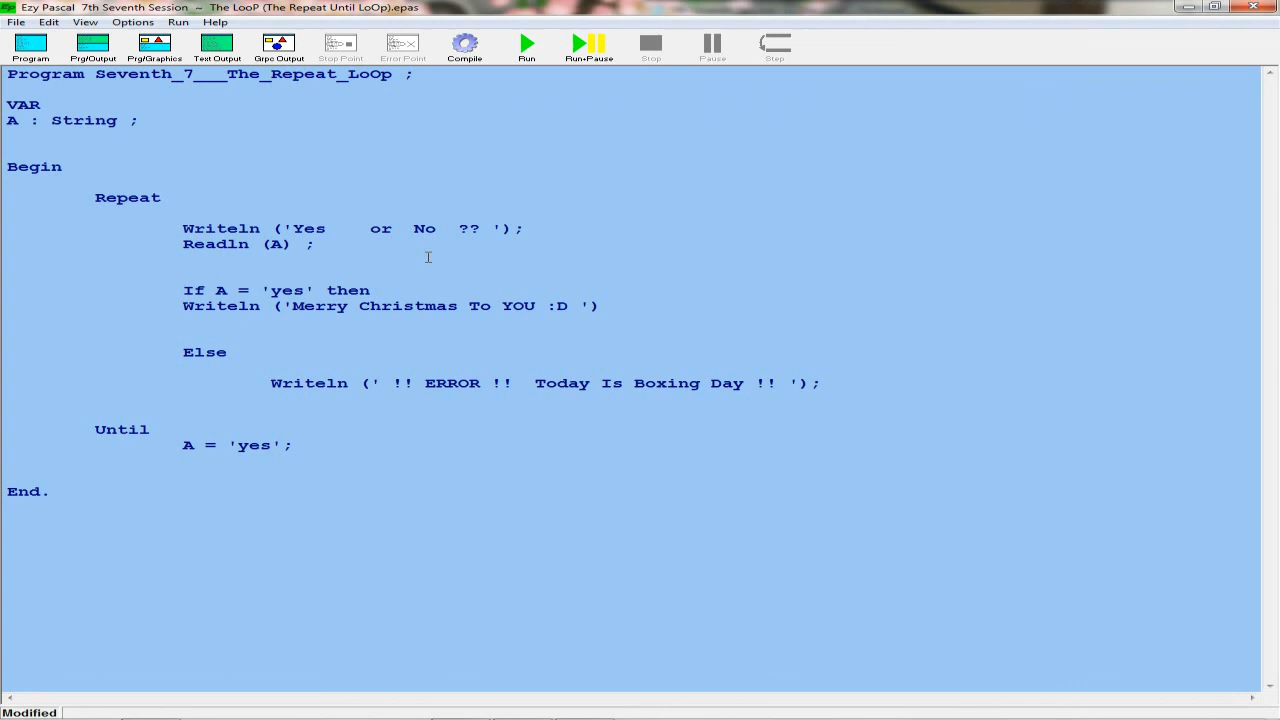 Ezy Pascal 7th Seventh Session ~ The LooP (The Repeat Until LoOp).epas
File Edit View Options Run Help
Program Prg/Output Prg/Graphics Text Output Grpc Output Stop Point Error Point Compile Run Run+Pause Stop Pause Step
Program Seventh_7___The_Repeat_LoOp ;
VAR
A : String ;
Begin
Repeat
Writeln ('Yes    or  No  ?? ');
Readln (A) ;
If A = 'yes' then
Writeln ('Merry Christmas To YOU :D ')
Else
Writeln (' !! ERROR !!  Today Is Boxing Day !! ');
Until
A = 'yes';
End.
Modified